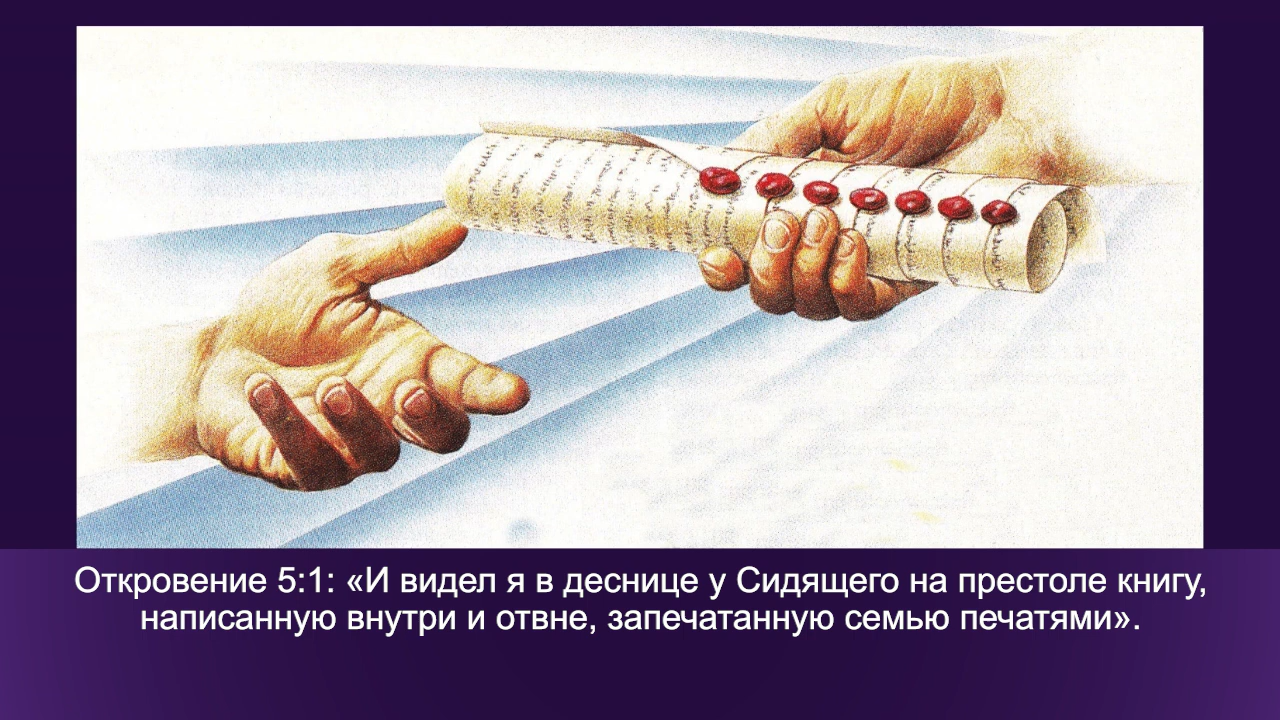 Откровение 5:1: «И видел я в деснице у Сидящего на престоле книгу,
написанную внутри и отвне, запечатанную семью печатями».